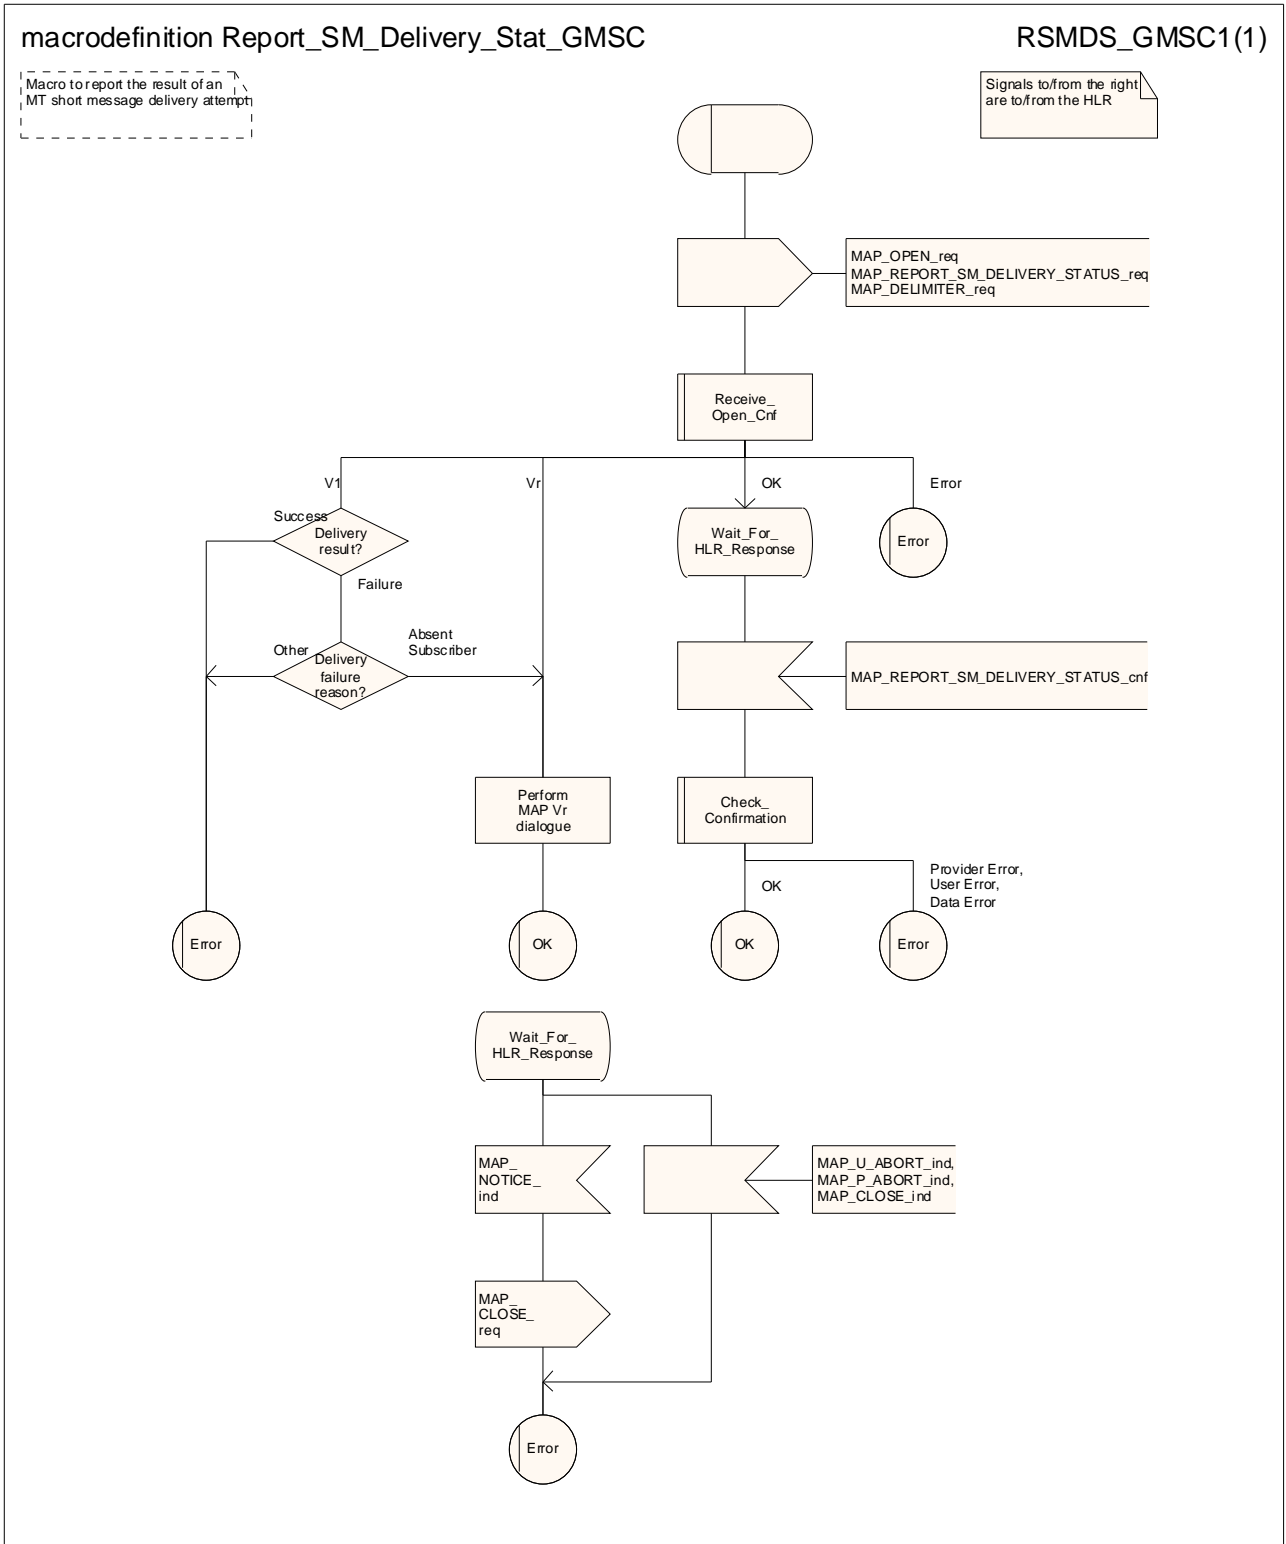 macrodefinition Report_SM_Delivery_Stat_GMSC
RSMDS_GMSC1(1)
Macro to report the result of an
MT short message delivery attempt
Signals to/from the right
are to/from the HLR
MAP_OPEN_req
MAP_REPORT_SM_DELIVERY_STATUS_req
MAP_DELIMITER_req
Receive_
Open_Cnf
V1
Vr
OK
Error
Success
Delivery
result?
Wait_For_
HLR_Response
Error
Failure
Other
Absent
Subscriber
Delivery
failure
reason?
MAP_REPORT_SM_DELIVERY_STATUS_cnf
Perform
MAP Vr
dialogue
Check_
Confirmation
OK
Provider Error,
User Error,
Data Error
Error
OK
OK
Error
Wait_For_
HLR_Response
MAP_
NOTICE_
ind
MAP_U_ABORT_ind,
MAP_P_ABORT_ind,
MAP_CLOSE_ind
MAP_
CLOSE_
req
Error